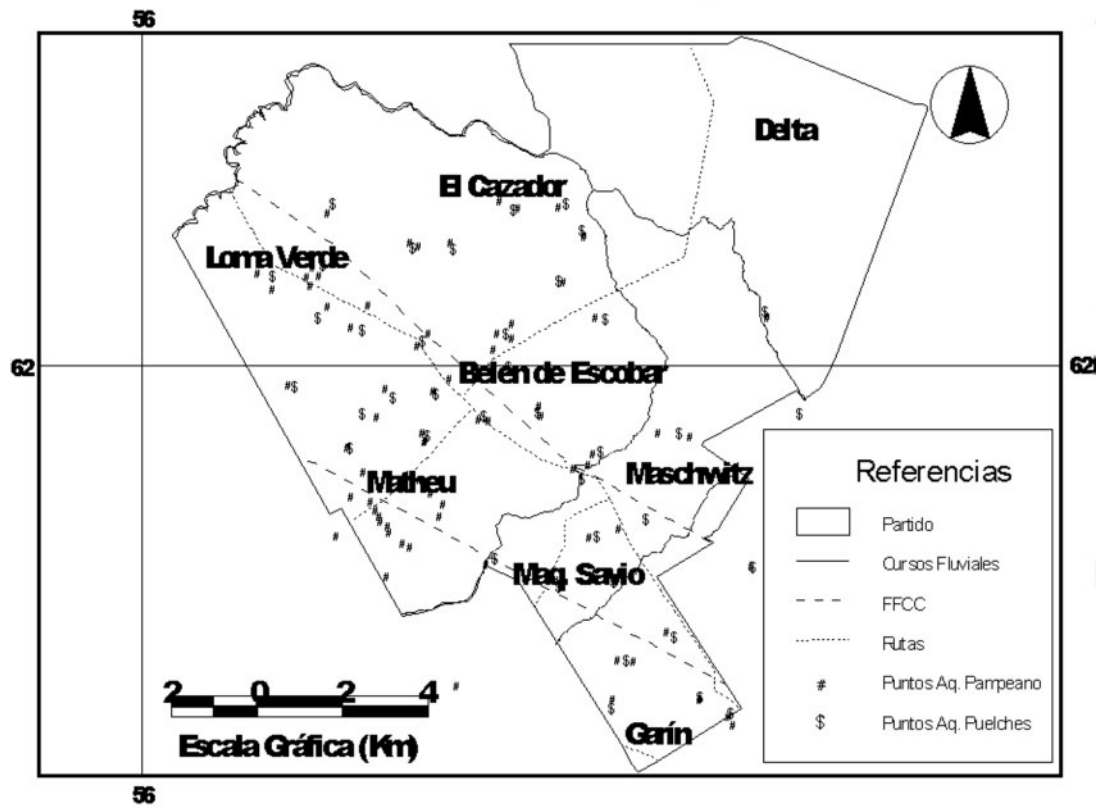 56
Delta
El Cazador
Loma Verde
62
Belén de Escobar
62
Matheu
Maschwitz
Maq. Savio
Garín
2 0 2 4
Escala Gráfica (Km)
Referencias
Partido
Cursos Fluviales
FFCC
Rutas
# Puntos Aq. Pampeano
$ Puntos Aq. Puelches
56